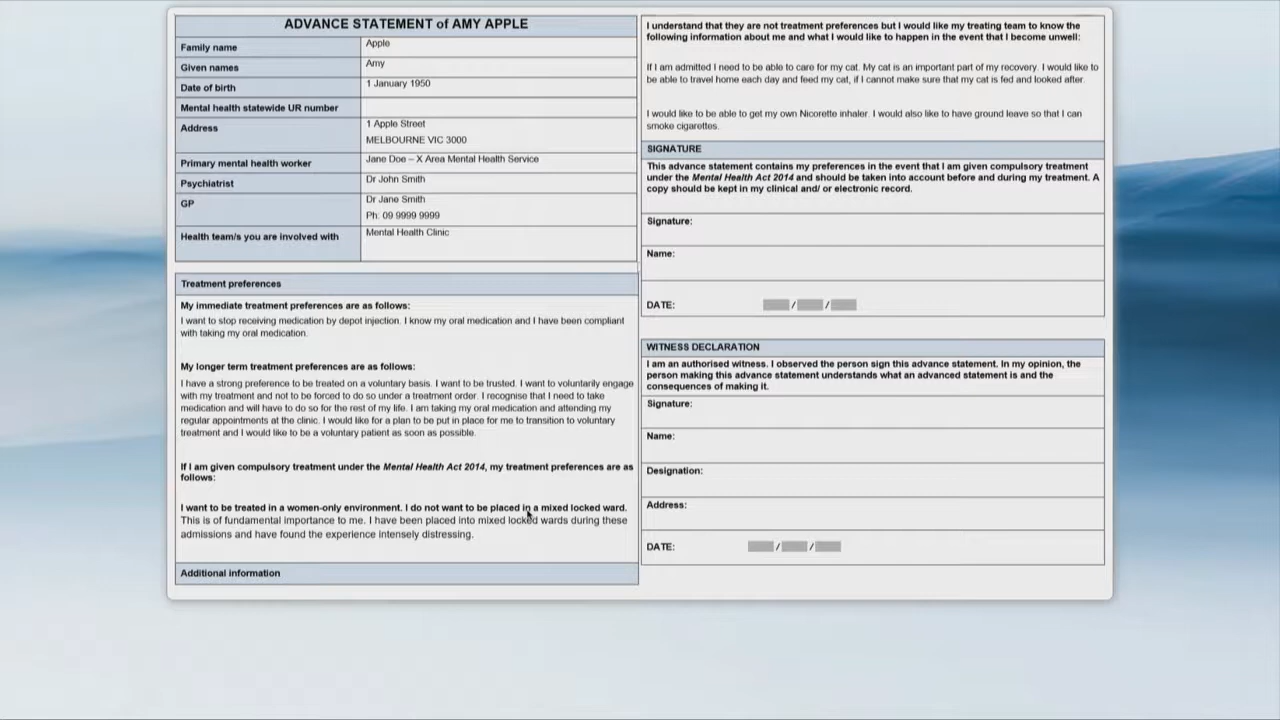 ADVANCE STATEMENT of AMY APPLE
Family name
Apple
Given names
Amy
Date of birth
1 January 1950
Mental health statewide UR number
Address
1 Apple Street
MELBOURNE VIC 3000
Primary mental health worker
Jane Doe – X Area Mental Health Service
Psychiatrist
Dr John Smith
GP
Dr Jane Smith
Ph: 09 9999 9999
Health team/s you are involved with
Mental Health Clinic
Treatment preferences
My immediate treatment preferences are as follows:
I want to stop receiving medication by depot injection. I know my oral medication and I have been compliant
with taking my oral medication.
My longer term treatment preferences are as follows:
I have a strong preference to be treated on a voluntary basis. I want to be trusted. I want to voluntarily engage
with my treatment and not to be forced to do so under a treatment order. I recognise that I need to take
medication and will have to do so for the rest of my life. I am taking my oral medication and attending my
regular appointments at the clinic. I would like for a plan to be put in place for me to transition to voluntary
treatment and I would like to be a voluntary patient as soon as possible.
If I am given compulsory treatment under the Mental Health Act 2014, my treatment preferences are as
follows:
I want to be treated in a women-only environment. I do not want to be placed in a mixed locked ward.
This is of fundamental importance to me. I have been placed into mixed locked wards during these
admissions and have found the experience intensely distressing.
Additional information
I understand that they are not treatment preferences but I would like my treating team to know the
following information about me and what I would like to happen in the event that I become unwell:
If I am admitted I need to be able to care for my cat. My cat is an important part of my recovery. I would like to
be able to travel home each day and feed my cat, if I cannot make sure that my cat is fed and looked after.
I would like to be able to get my own Nicorette inhaler. I would also like to have ground leave so that I can
smoke cigarettes.
SIGNATURE
This advance statement contains my preferences in the event that I am given compulsory treatment
under the Mental Health Act 2014 and should be taken into account before and during my treatment. A
copy should be kept in my clinical and/ or electronic record.
Signature:
Name:
DATE: / /
WITNESS DECLARATION
I am an authorised witness. I observed the person sign this advance statement. In my opinion, the
person making this advance statement understands what an advanced statement is and the
consequences of making it.
Signature:
Name:
Designation:
Address:
DATE: / /